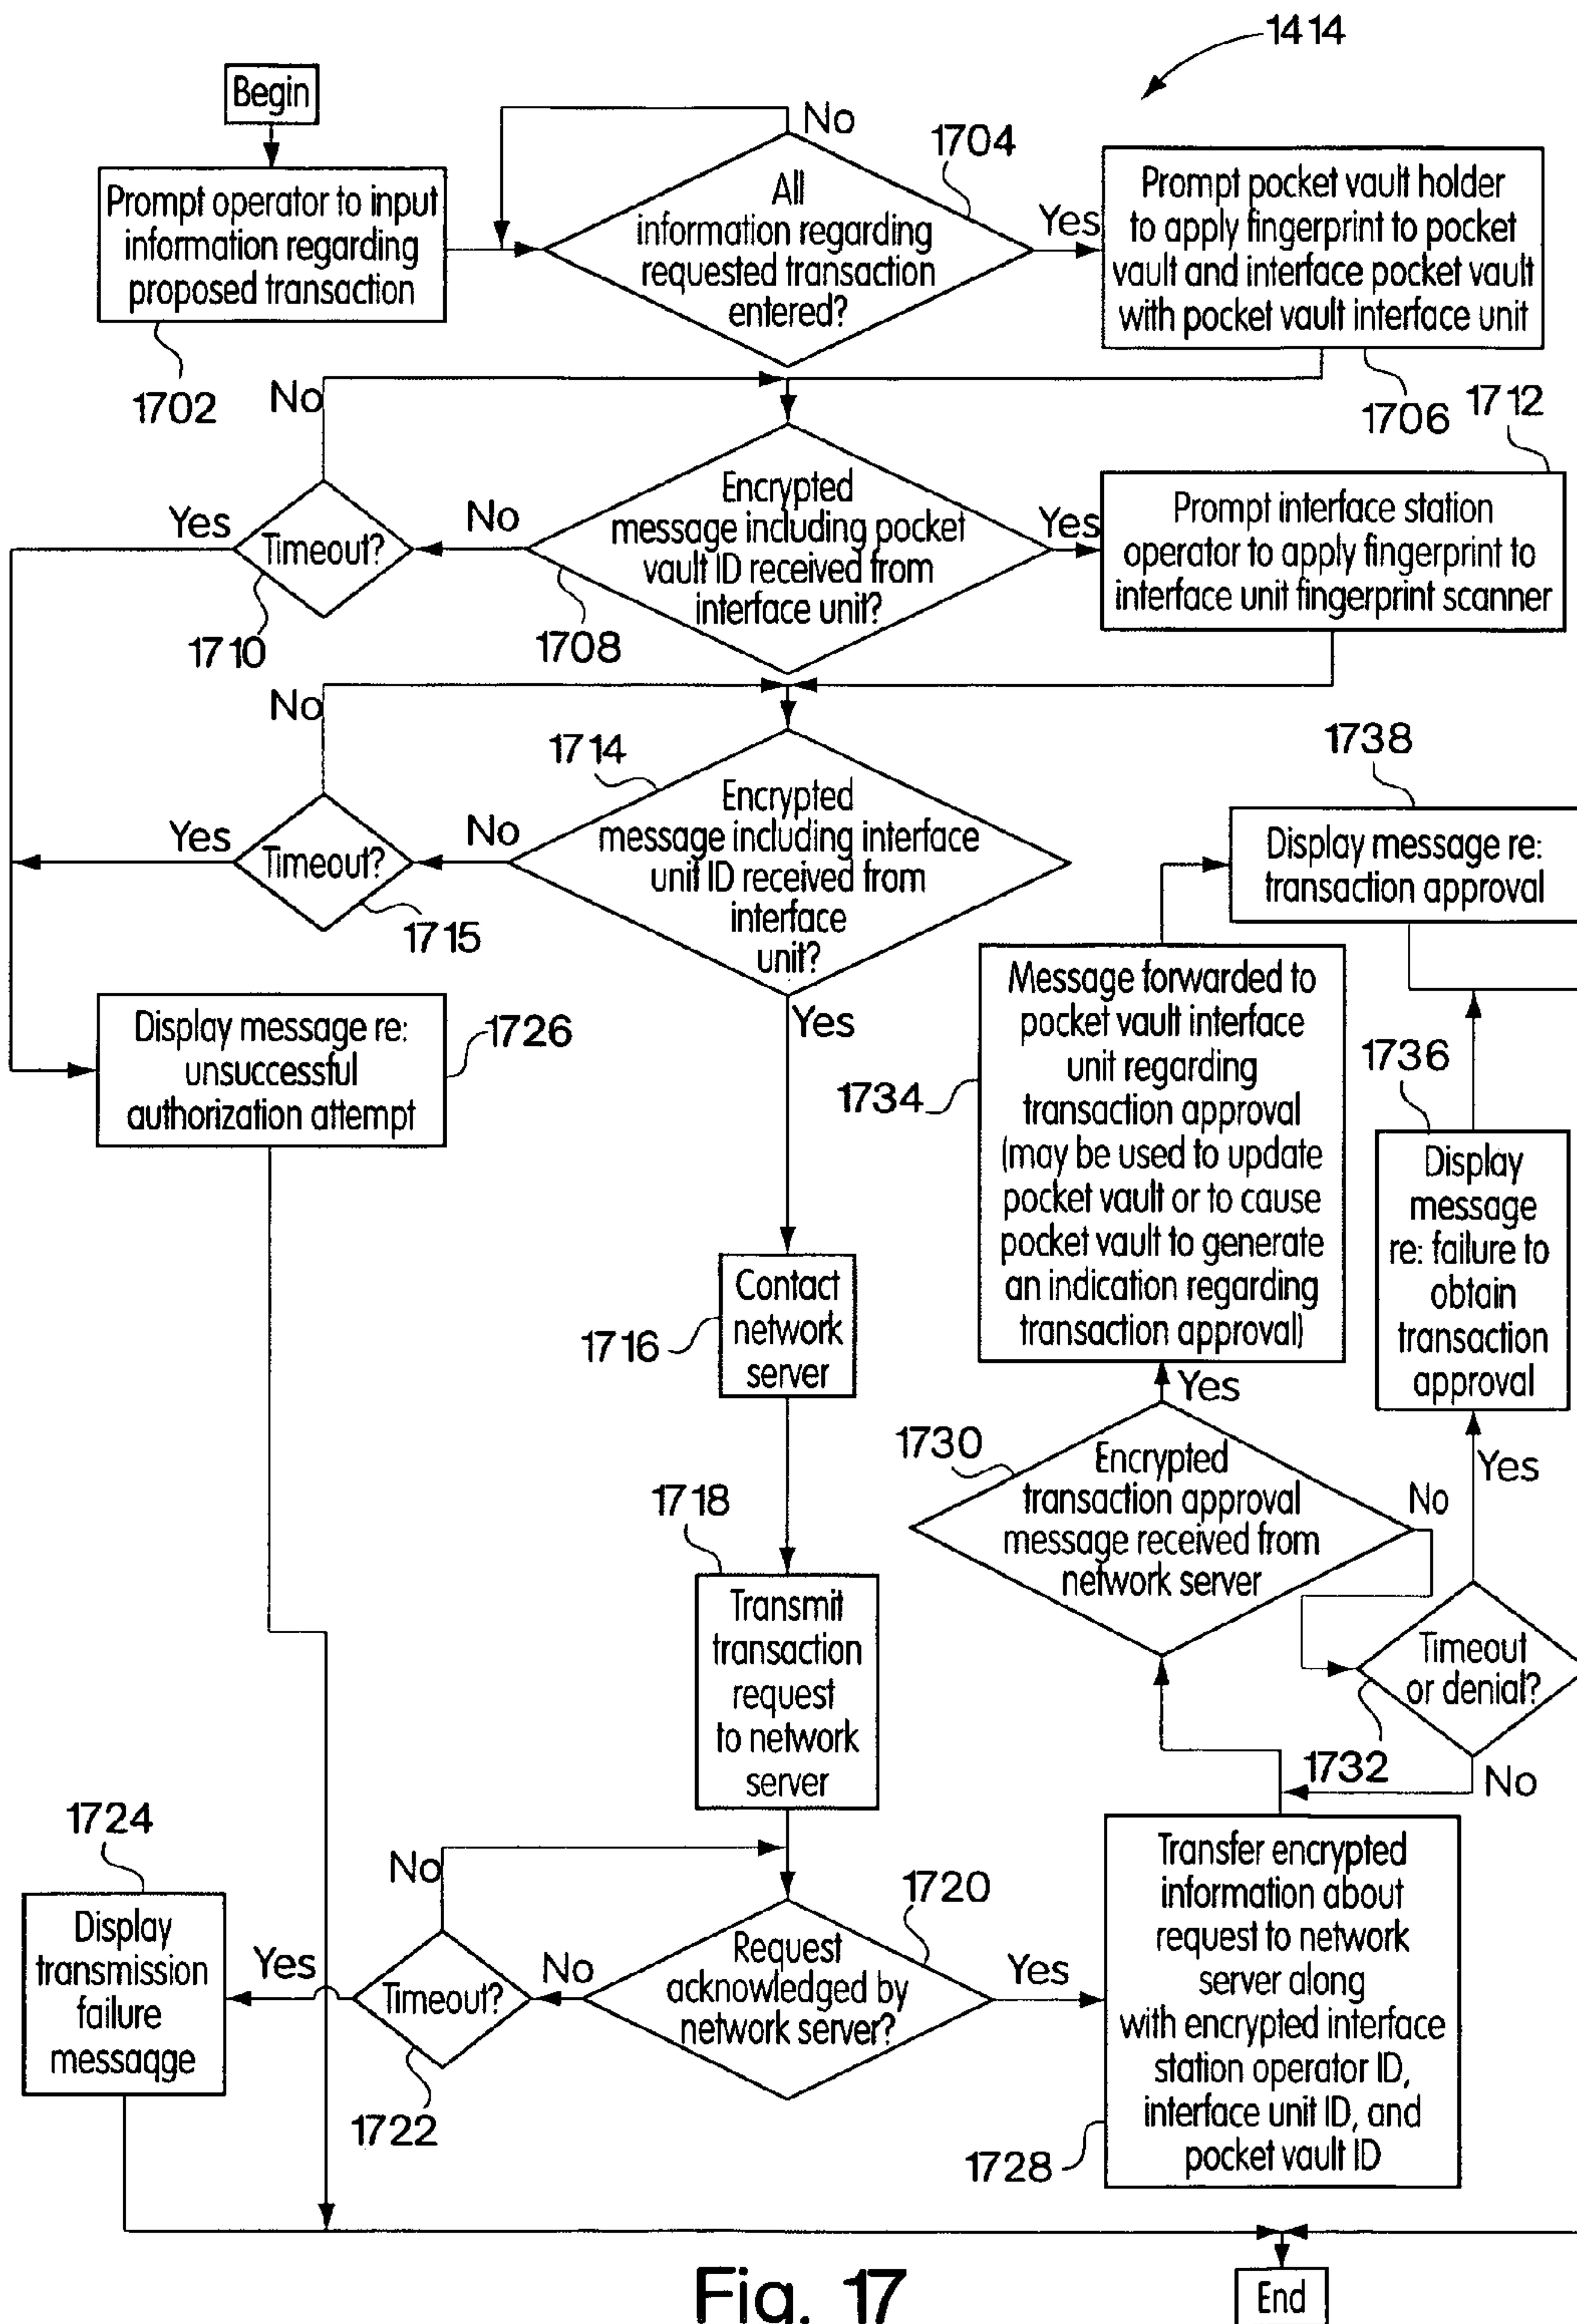 1414
Begin
No
1704
Prompt operator to input
information regarding
proposed transaction
1702
All
information regarding
requested transaction
entered?
Yes
Prompt pocket vault holder
to apply fingerprint to pocket
vault and interface pocket vault
with pocket vault interface unit
1706
No
1712
Yes
Timeout?
1710
No
Encrypted
message including pocket
vault ID received from
interface unit?
1708
Yes
Prompt interface station
operator to apply fingerprint to
interface unit fingerprint scanner
No
1714
Yes
Timeout?
1715
No
Encrypted
message including interface
unit ID received from
interface
unit?
Yes
1738
Display message re:
transaction approval
Display message re:
unsuccessful
authorization attempt
1726
Message forwarded to
pocket vault interface
unit regarding
transaction approval
(may be used to update
pocket vault or to cause
pocket vault to generate
an indication regarding
transaction approval)
1734
1736
Display
message
re: failure to
obtain
transaction
approval
Contact
network
server
1716
Yes
1730
Encrypted
transaction approval
message received from
network server
No
Yes
Timeout
or denial?
1732
No
1718
Transmit
transaction
request
to network
server
1724
Display
transmission
failure
messaqge
Yes
No
Timeout?
1722
No
1720
Request
acknowledged by
network server?
Yes
Transfer encrypted
information about
request to network
server along
with encrypted interface
station operator ID,
interface unit ID, and
pocket vault ID
1728
End
Fig. 17